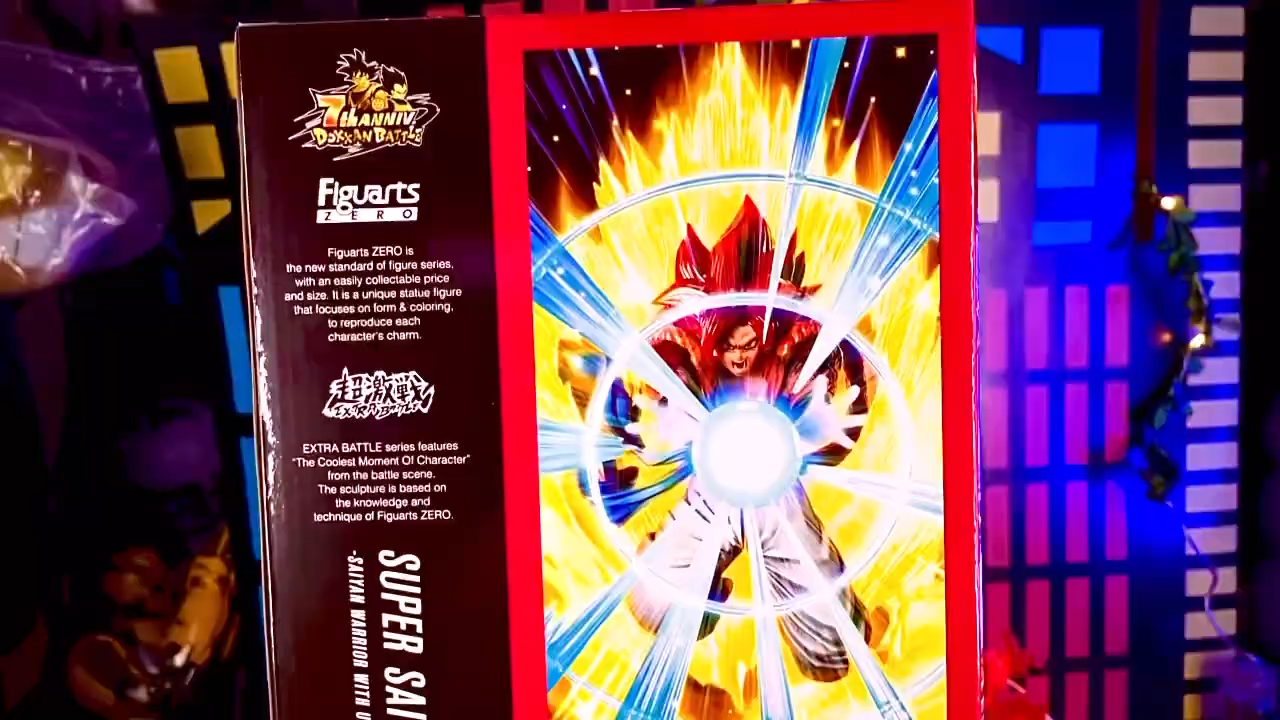 7th ANNIV.
DOKKAN BATTLE
Figuarts
ZERO
Figuarts ZERO is
the new standard of figure series.
with an easily collectable price
and size. It is a unique statue figure
that focuses on form & coloring,
to reproduce each
character's charm.
超激戦
EXTRA BATTLE
EXTRA BATTLE series features
"The Coolest Moment Of Character"
from the battle scene.
The sculpture is based on
the knowledge and
technique of Figuarts ZERO.
SUPER SAI
-SAIYAN WARRIOR WITH U